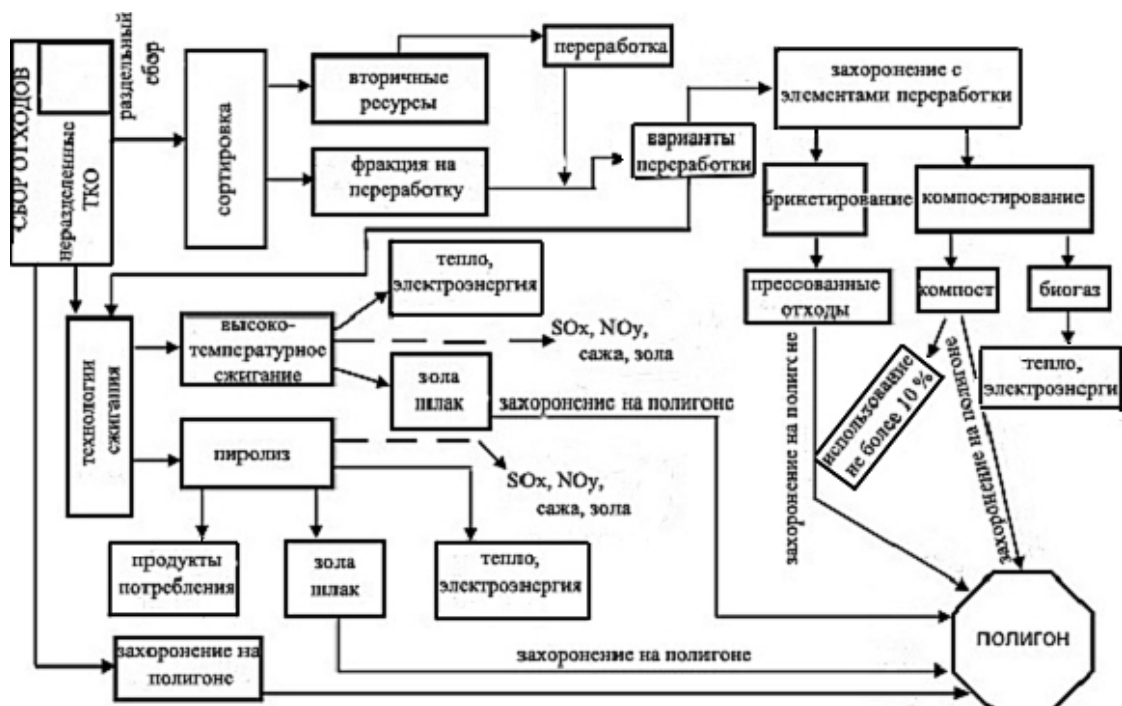 СБОР ОТХОДОВ
неразделенные
ТКО
раздельный
сбор
сортировка
вторичные
ресурсы
фракция на
переработку
переработка
варианты
переработки
захоронение с
элементами переработки
брикетирование
компостирование
прессованные
отходы
компост
биогаз
тепло,
электроэнерги
использование
не более 10 %
захоронение на полигоне
захоронение на полигс не
технологии
сжигания
высоко-
температурное
сжигание
тепло,
электроэнергия
SOx, NOy,
сажа, зола
зола
шлак
захоронение на полигоне
пиролиз
SOx, NOy,
сажа, зола
продукты
потребления
зола
шлак
тепло,
электроэнергия
захоронение на
полигоне
захоронение на полигоне
ПОЛИГОН